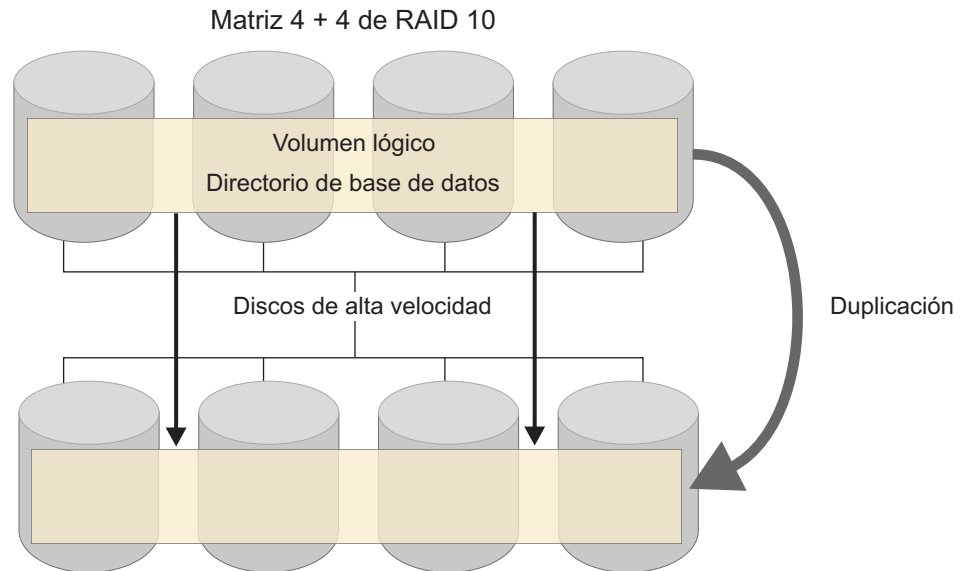 Matriz 4 + 4 de RAID 10
Volumen lógico
Directorio de base de datos
Discos de alta velocidad
Duplicación